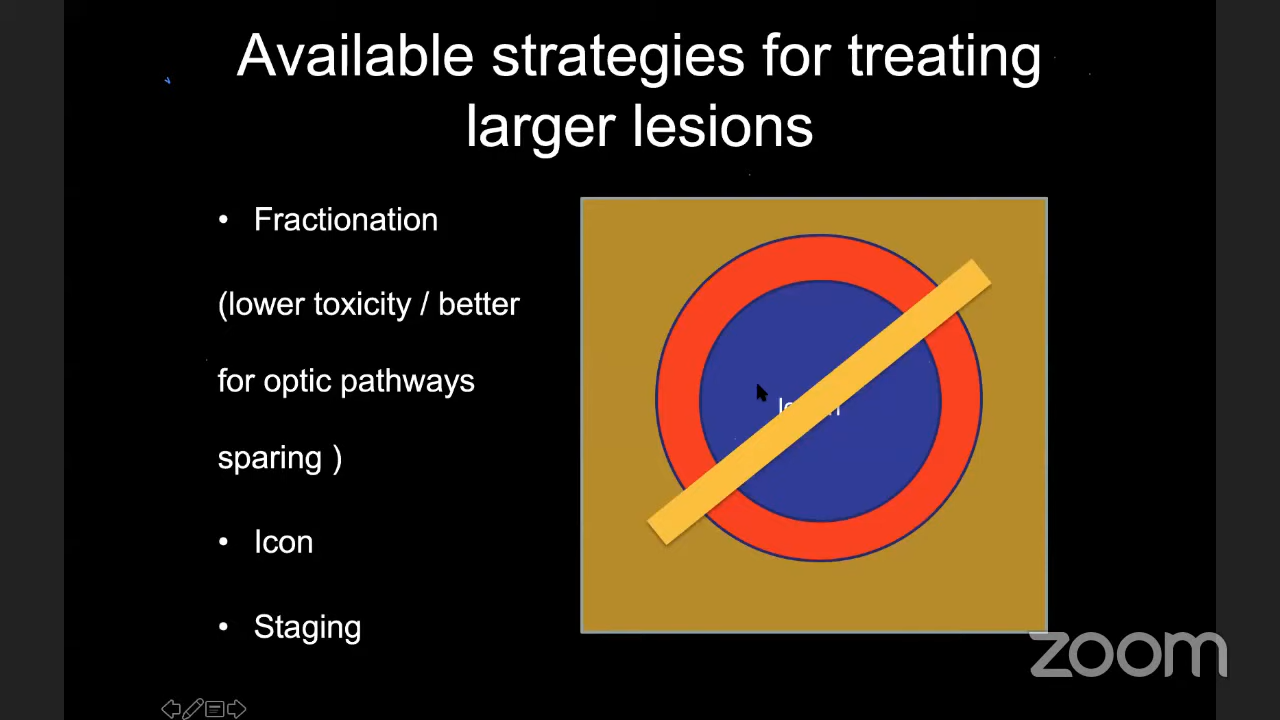 Available strategies for treating
larger lesions
• Fractionation
(lower toxicity / better
for optic pathways
sparing )
• Icon
• Staging
zoom